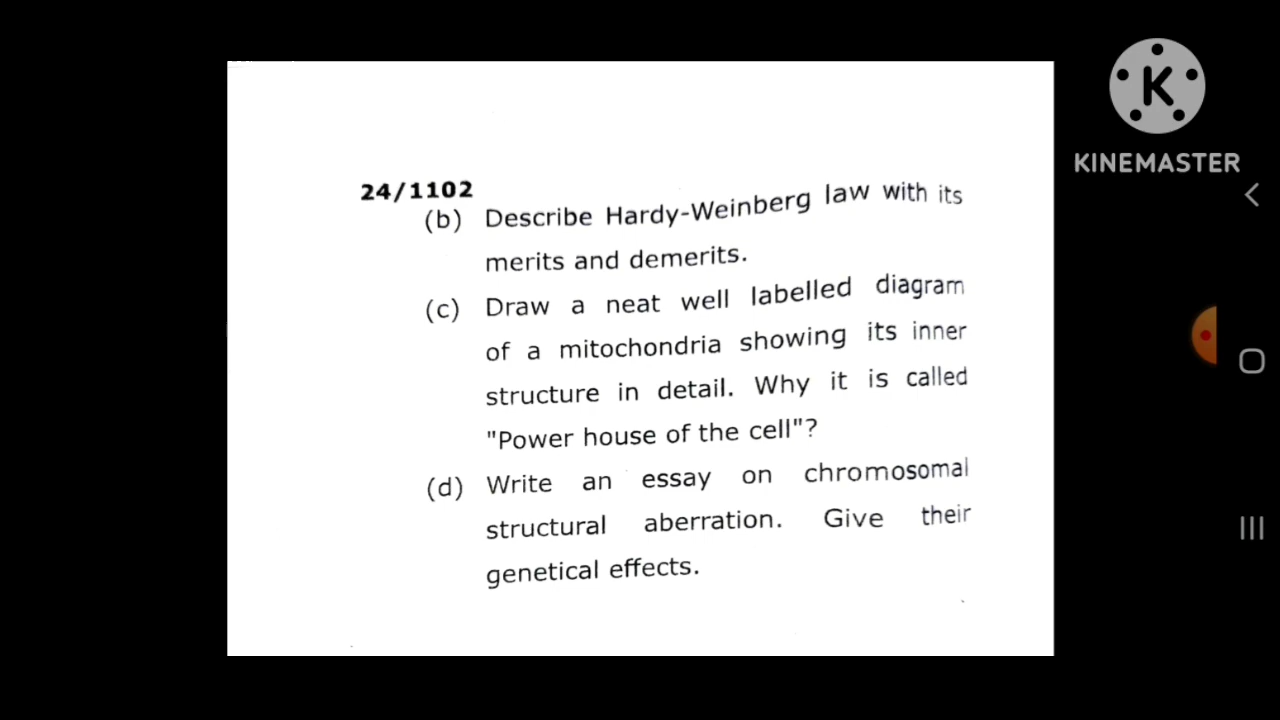 24/1102
(b) Describe Hardy-Weinberg law with its
merits and demerits.
(c) Draw a neat well labelled diagram
of a mitochondria showing its inner
structure in detail. Why it is called
"Power house of the cell"?
(d) Write an essay on chromosomal
structural aberration. Give their
genetical effects.
K
KINEMASTER